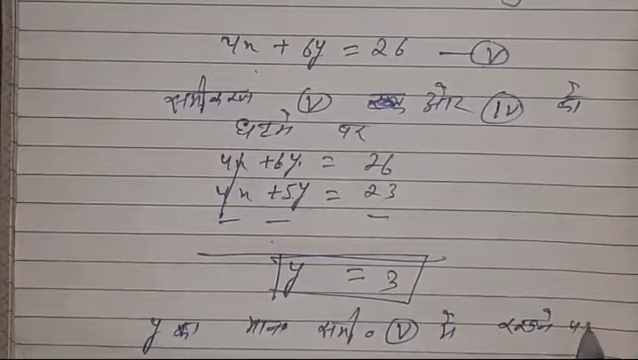 4x + 6y = 26 — (V)
समीकरण (V) और (IV) को
घटाने पर
4x + 6y = 26
4x + 5y = 23
— — —
y = 3
y का मान समी० (V) में रखने पर